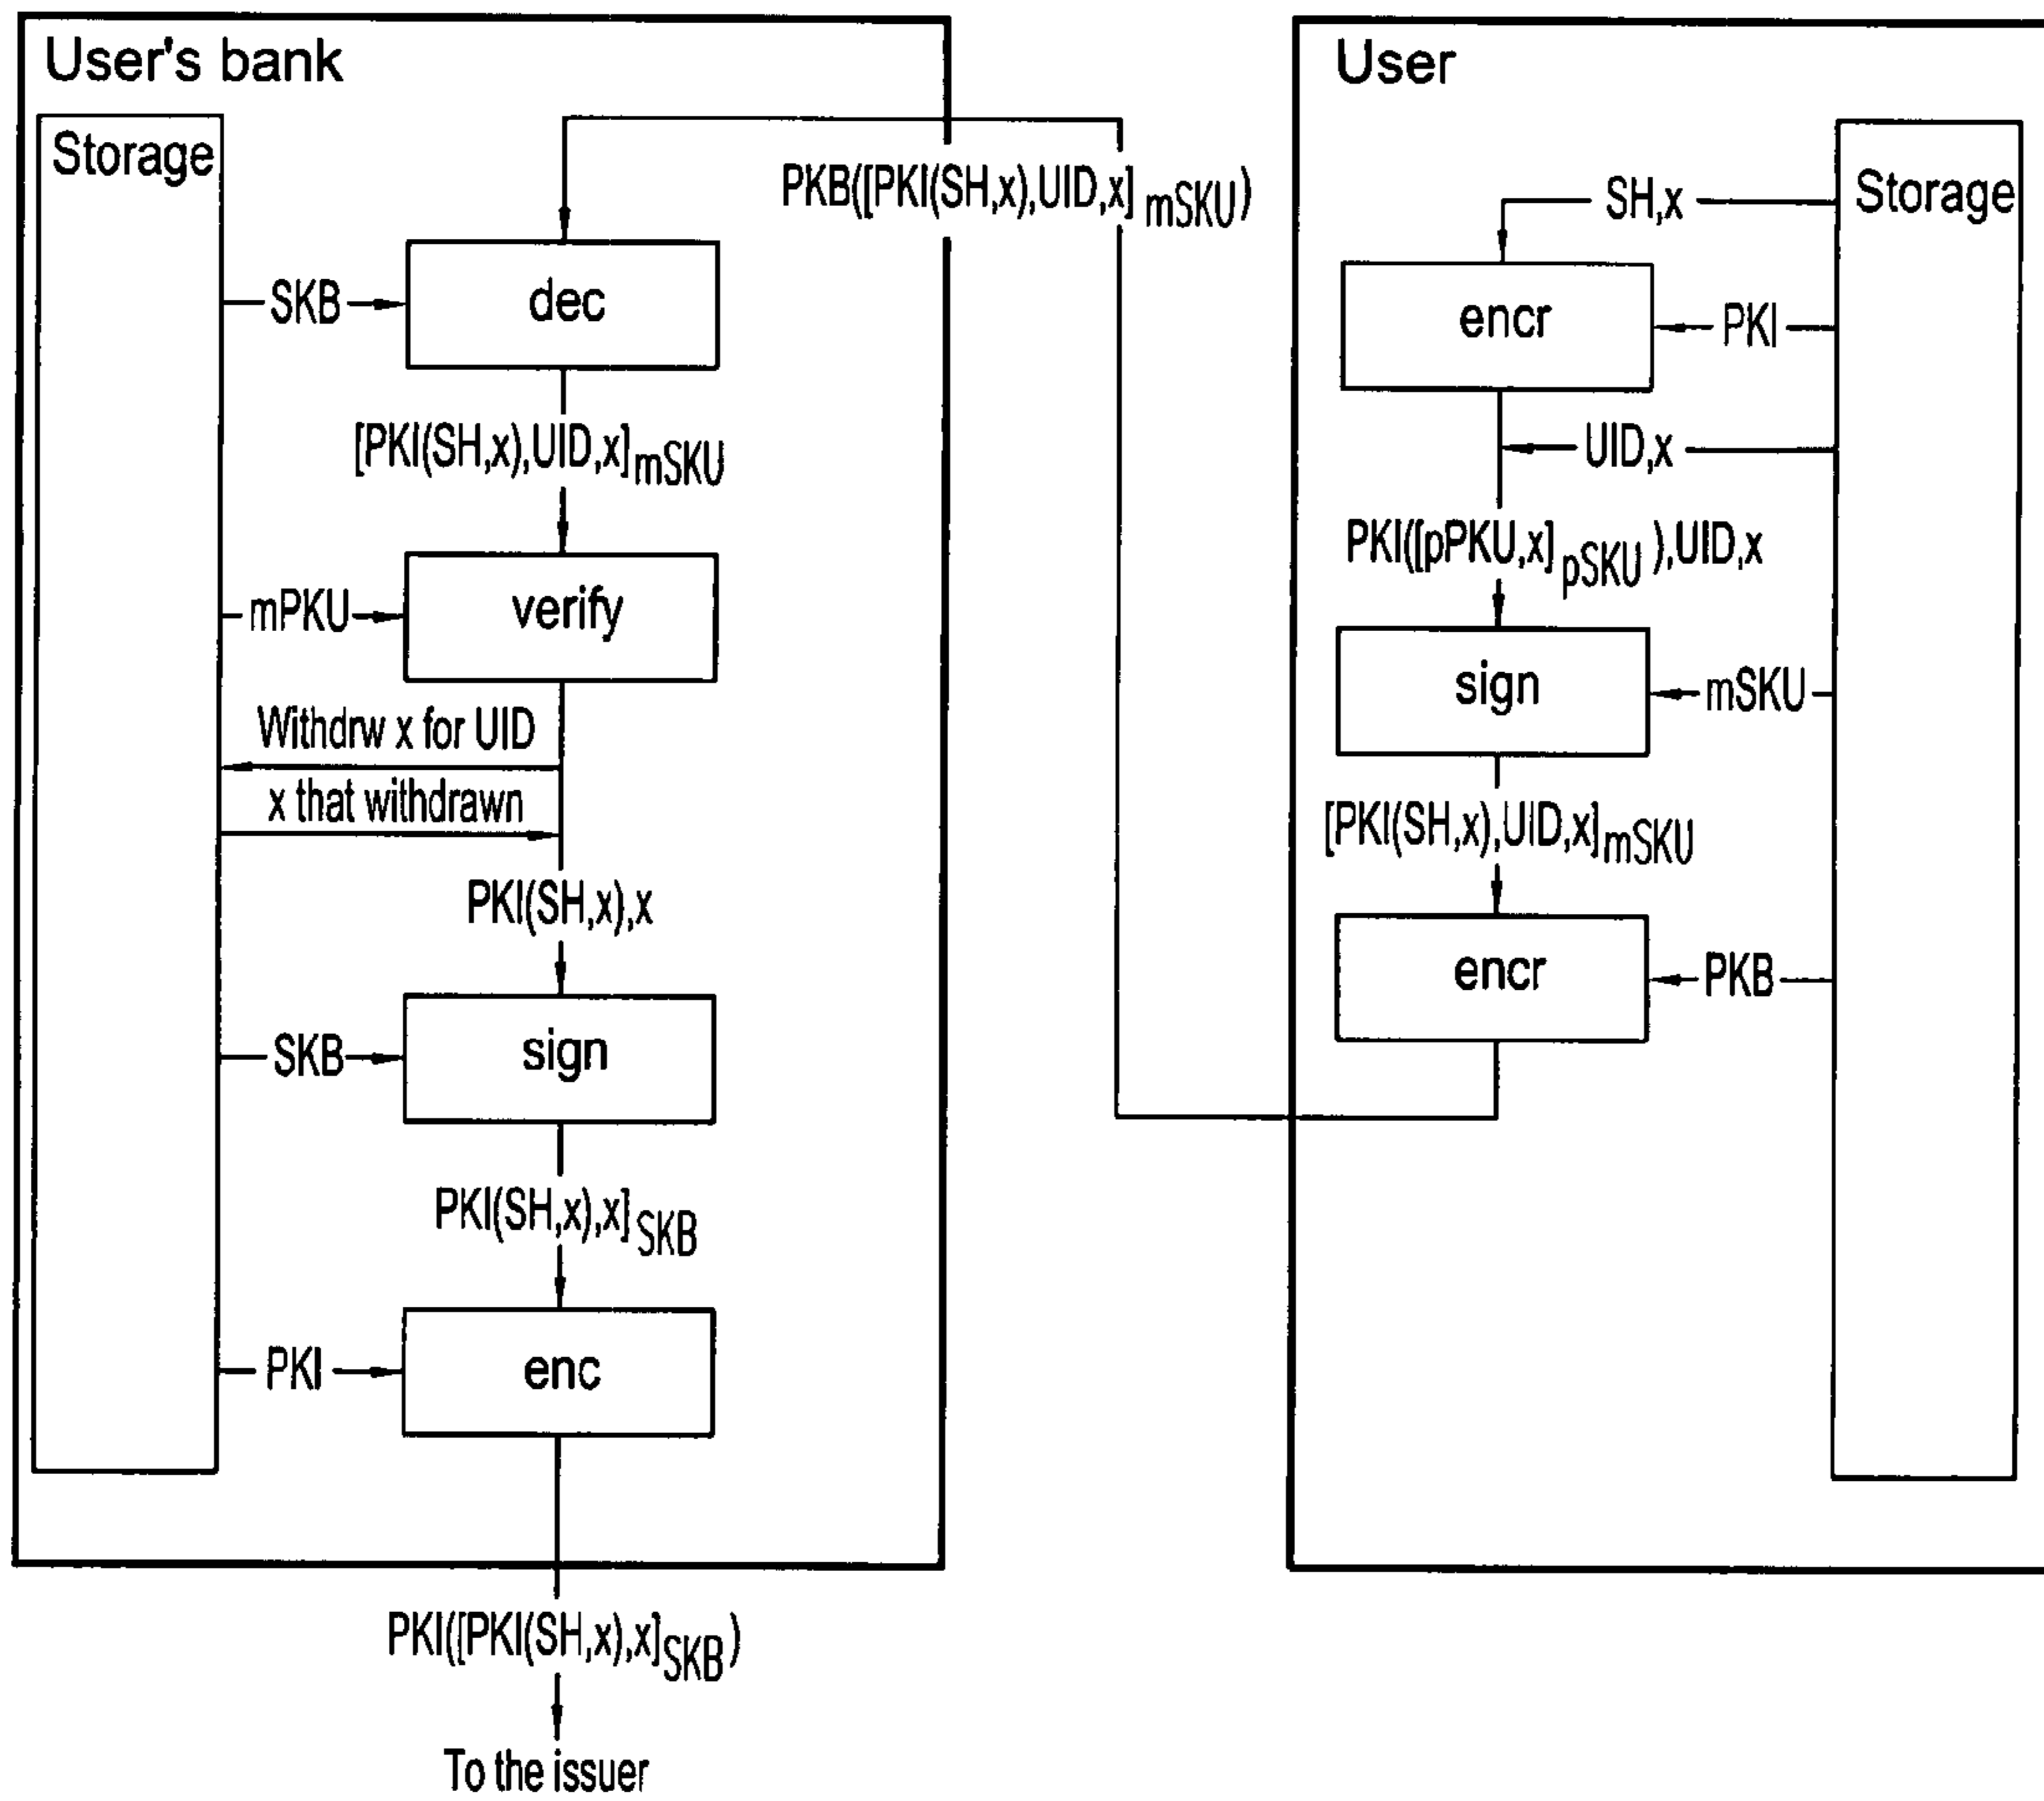 User's bank
Storage
PKB([PKI(SH,x),UID,x]mSKU)
SKB
dec
[PKI(SH,x),UID,x]mSKU
mPKU
verify
Withdrw x for UID
x that withdrawn
PKI(SH,x),x
SKB
sign
PKI(SH,x),x]SKB
PKI
enc
PKI([PKI(SH,x),x]SKB)
To the issuer
User
Storage
SH,x
encr
PKI
UID,x
PKI([pPKU,x]pSKU),UID,x
sign
mSKU
[PKI(SH,x),UID,x]mSKU
encr
PKB